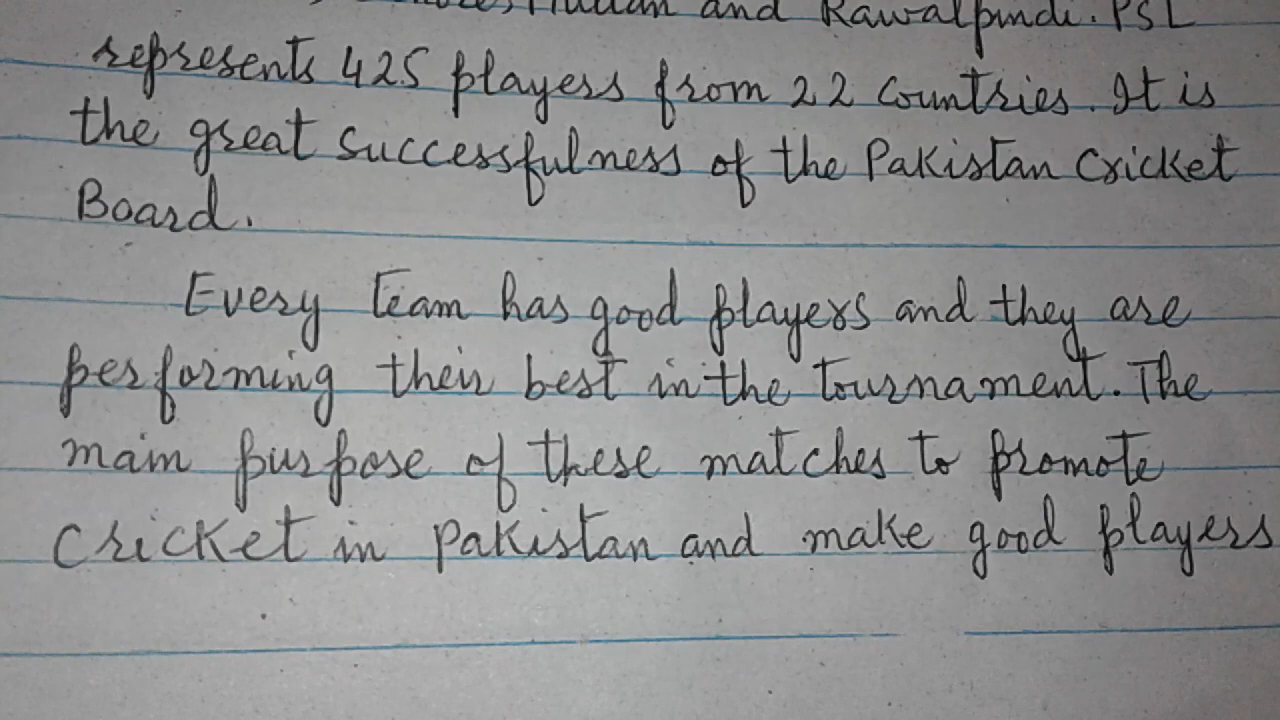 Multan and Rawalpindi. PSL
represents 425 players from 22 countries. It is
the great successfulness of the Pakistan Cricket
Board.
Every team has good players and they are
performing their best in the tournament. The
main purpose of these matches to promote
cricket in Pakistan and make good players